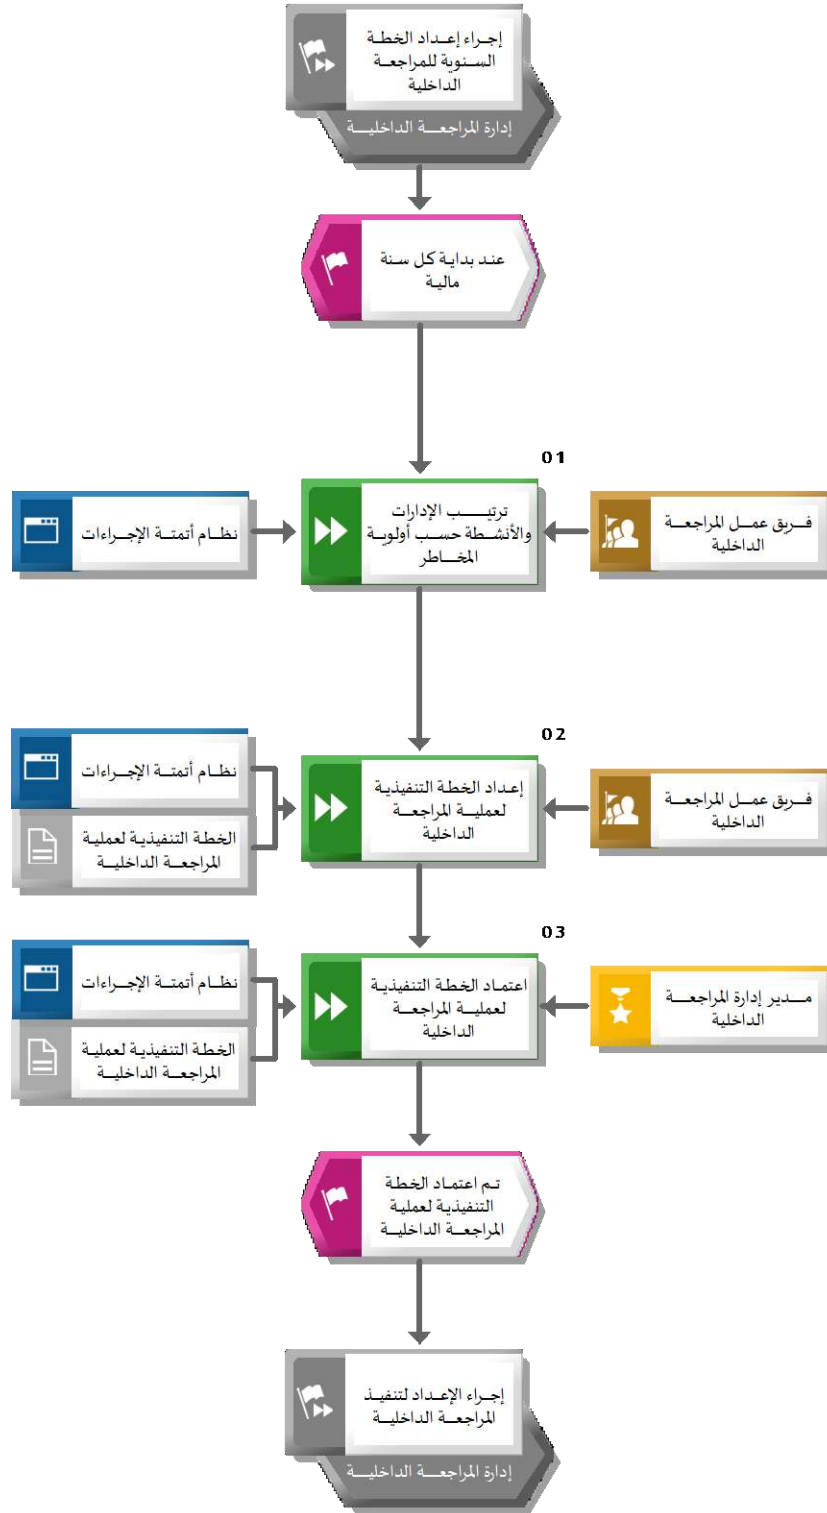 إجراء إعداد الخطة
السنوية للمراجعة
الداخلية
إدارة المراجعة الداخلية
عند بداية كل سنة
مالية
01
فريق عمل المراجعة
الداخلية
ترتيب الإدارات
والأنشطة حسب أولوية
المخاطر
نظام أتمتة الإجراءات
02
فريق عمل المراجعة
الداخلية
إعداد الخطة التنفيذية
لعملية المراجعة
الداخلية
نظام أتمتة الإجراءات
الخطة التنفيذية لعملية
المراجعة الداخلية
03
مدير إدارة المراجعة
الداخلية
اعتماد الخطة التنفيذية
لعملية المراجعة
الداخلية
نظام أتمتة الإجراءات
الخطة التنفيذية لعملية
المراجعة الداخلية
تم اعتماد الخطة
التنفيذية لعملية
المراجعة الداخلية
إجراء الإعداد لتنفيذ
المراجعة الداخلية
إدارة المراجعة الداخلية